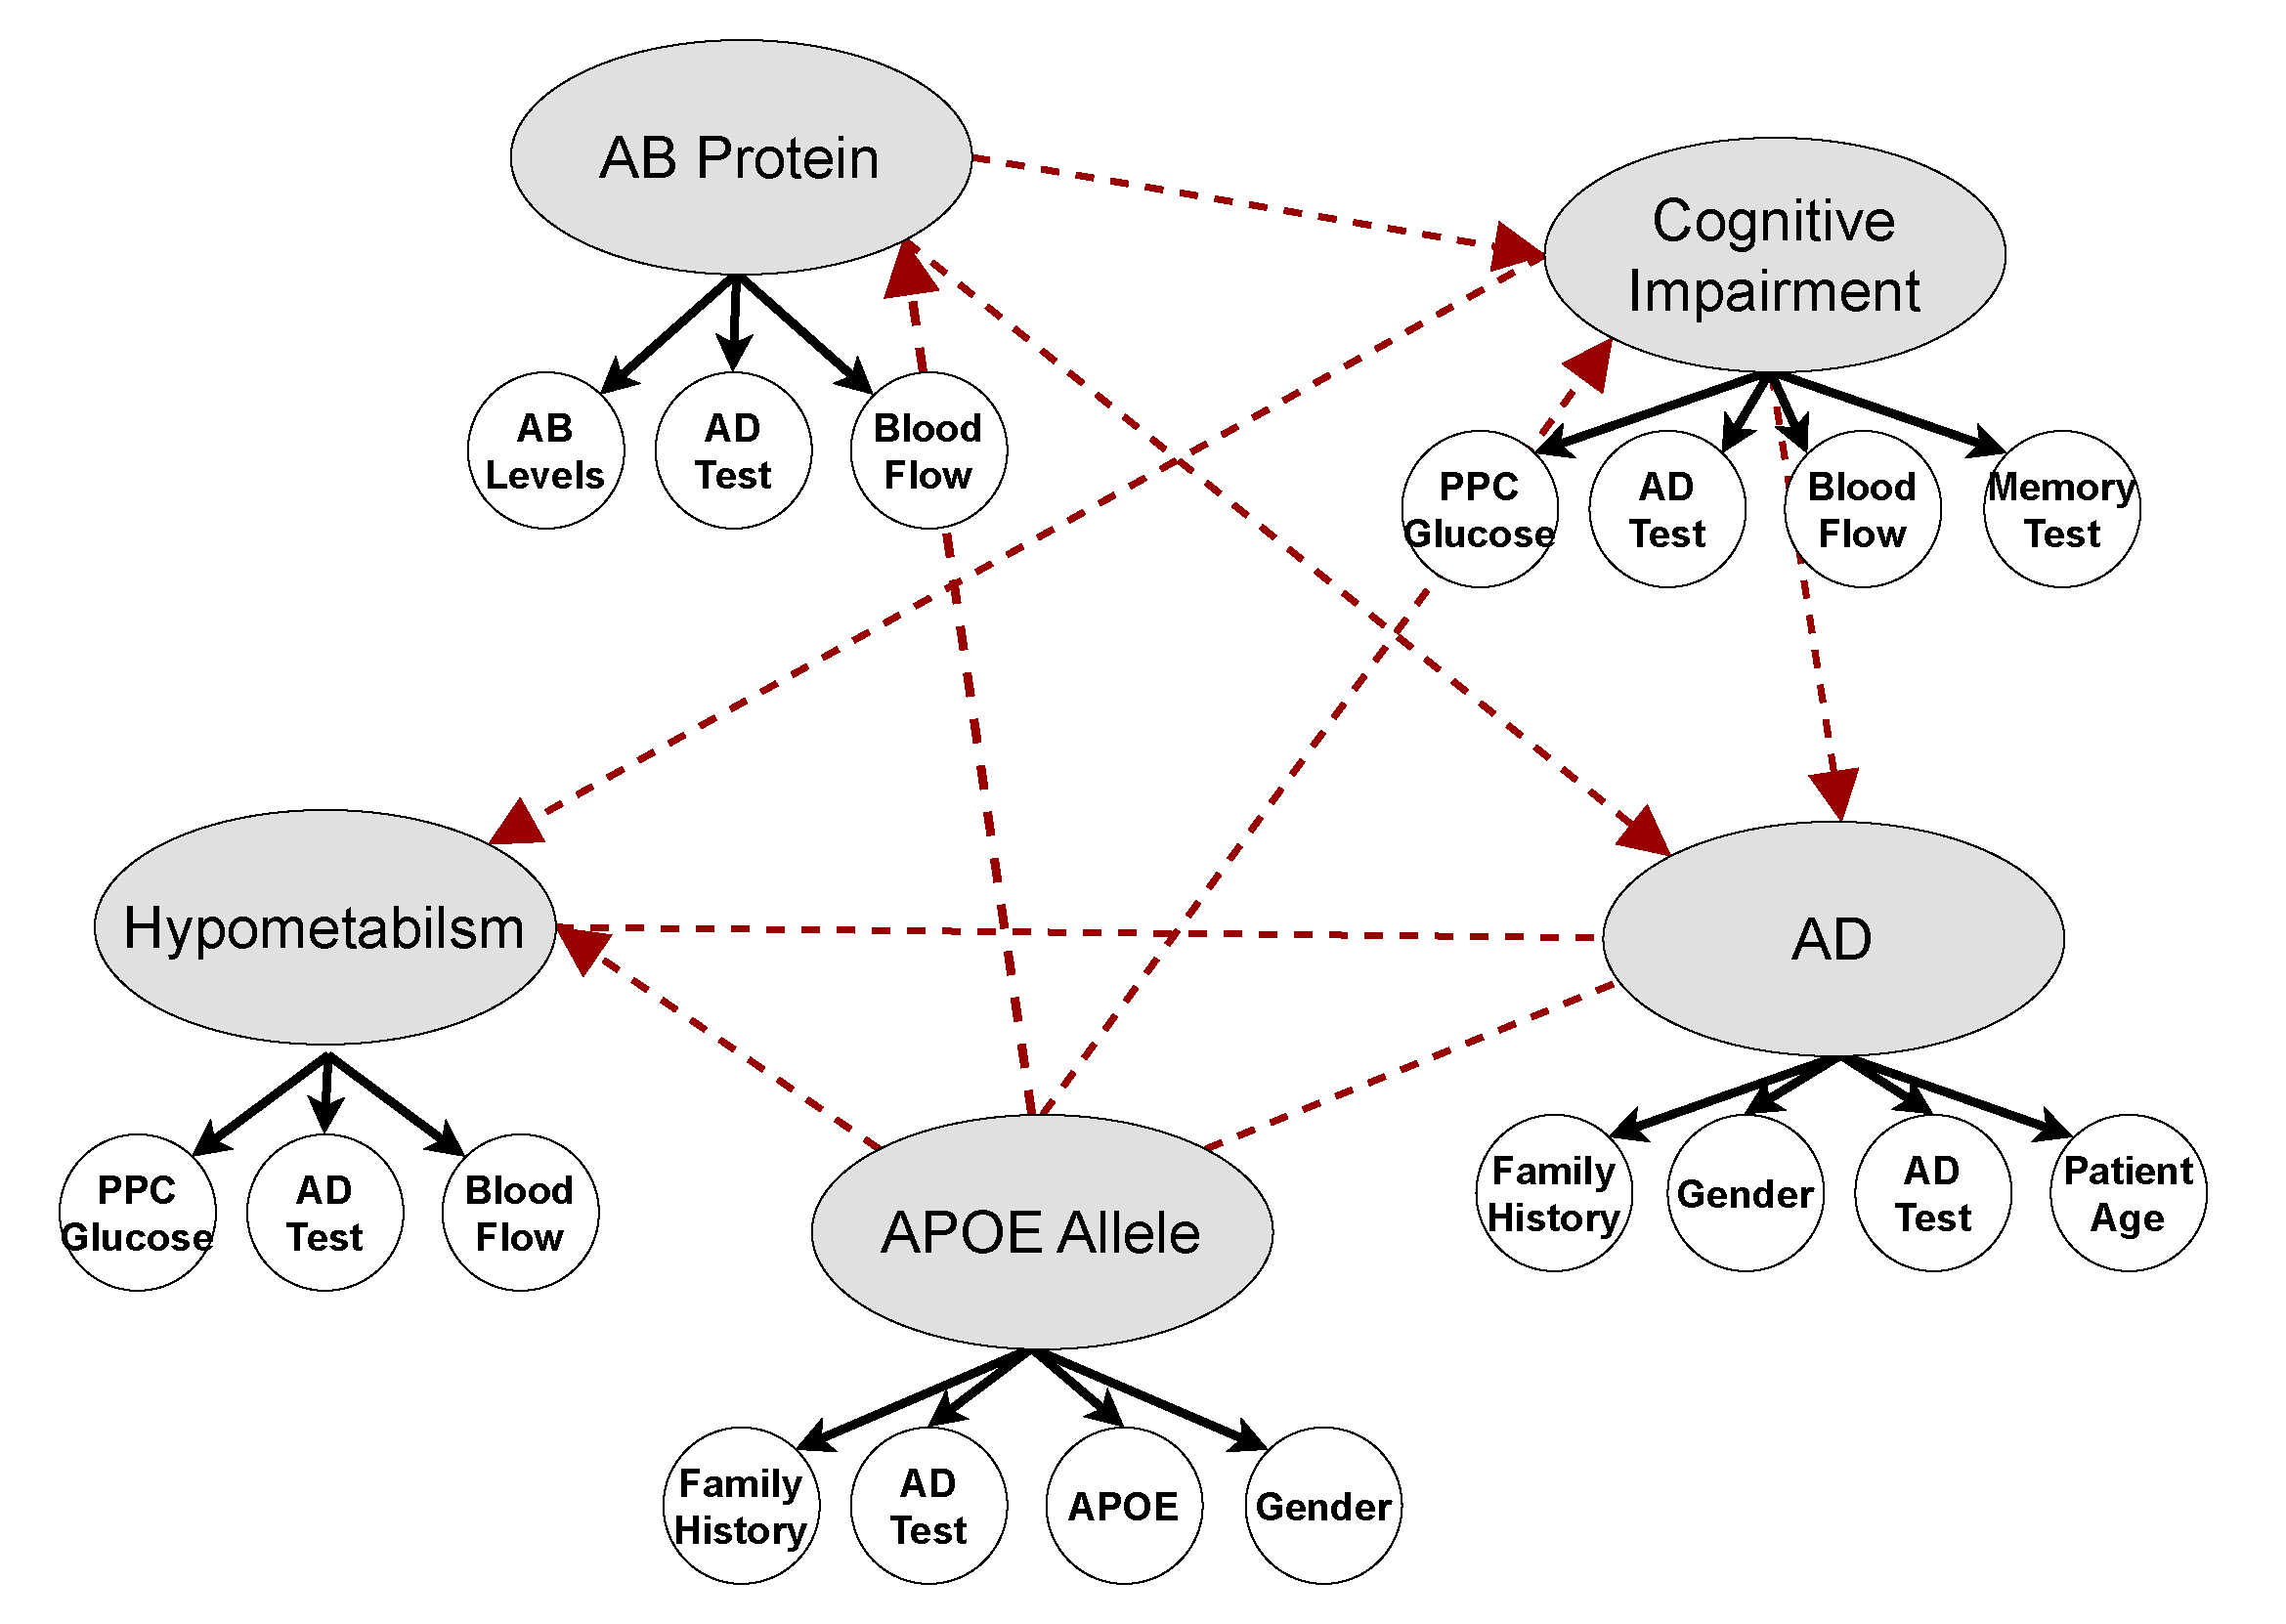 AB Protein
Cognitive
Impairment
AB
Levels
AD
Test
Blood
Flow
PPC
Glucose
AD
Test
Blood
Flow
Memory
Test
Hypometabilsm
AD
PPC
Glucose
AD
Test
Blood
Flow
APOE Allele
Family
History
Gender
AD
Test
Patient
Age
Family
History
AD
Test
APOE
Gender